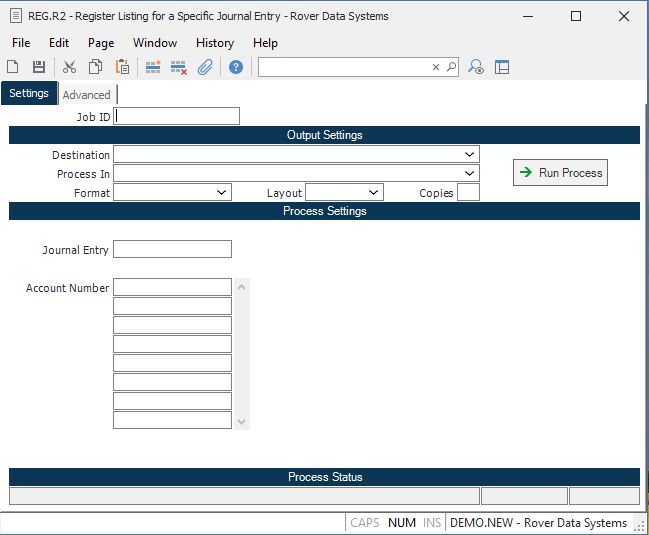 REG.R2 - Register Listing for a Specific Journal Entry - Rover Data Systems
File Edit Page Window History Help
Settings Advanced
Job ID
Output Settings
Destination
Process In
Run Process
Format Layout Copies
Process Settings
Journal Entry
Account Number
Process Status
CAPS NUM INS DEMO.NEW - Rover Data Systems